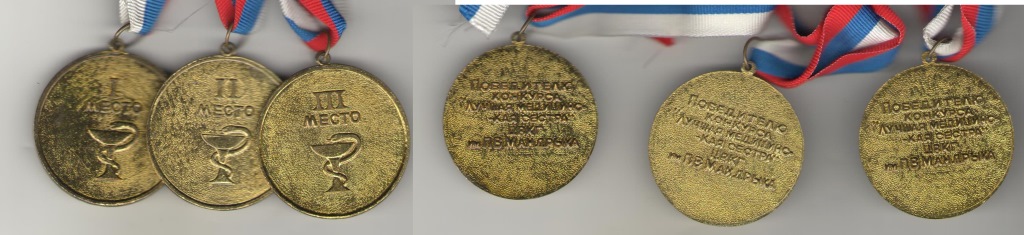 I
МЕСТО
II
МЕСТО
III
МЕСТО
ПОБЕДИТЕЛЮ
КОНКУРСА
"ЛУЧШАЯ МЕДИЦИНС-
КАЯ СЕСТРА
ЦВКГ
им. П.В.МАНДРЫКА
ПОБЕДИТЕЛЮ
КОНКУРСА
"ЛУЧШАЯ МЕДИЦИНС-
КАЯ СЕСТРА
ЦВКГ
им. П.В.МАНДРЫКА
ПОБЕДИТЕЛЮ
КОНКУРСА
"ЛУЧШАЯ МЕДИЦИНС-
КАЯ СЕСТРА
ЦВКГ
им. П.В.МАНДРЫКА